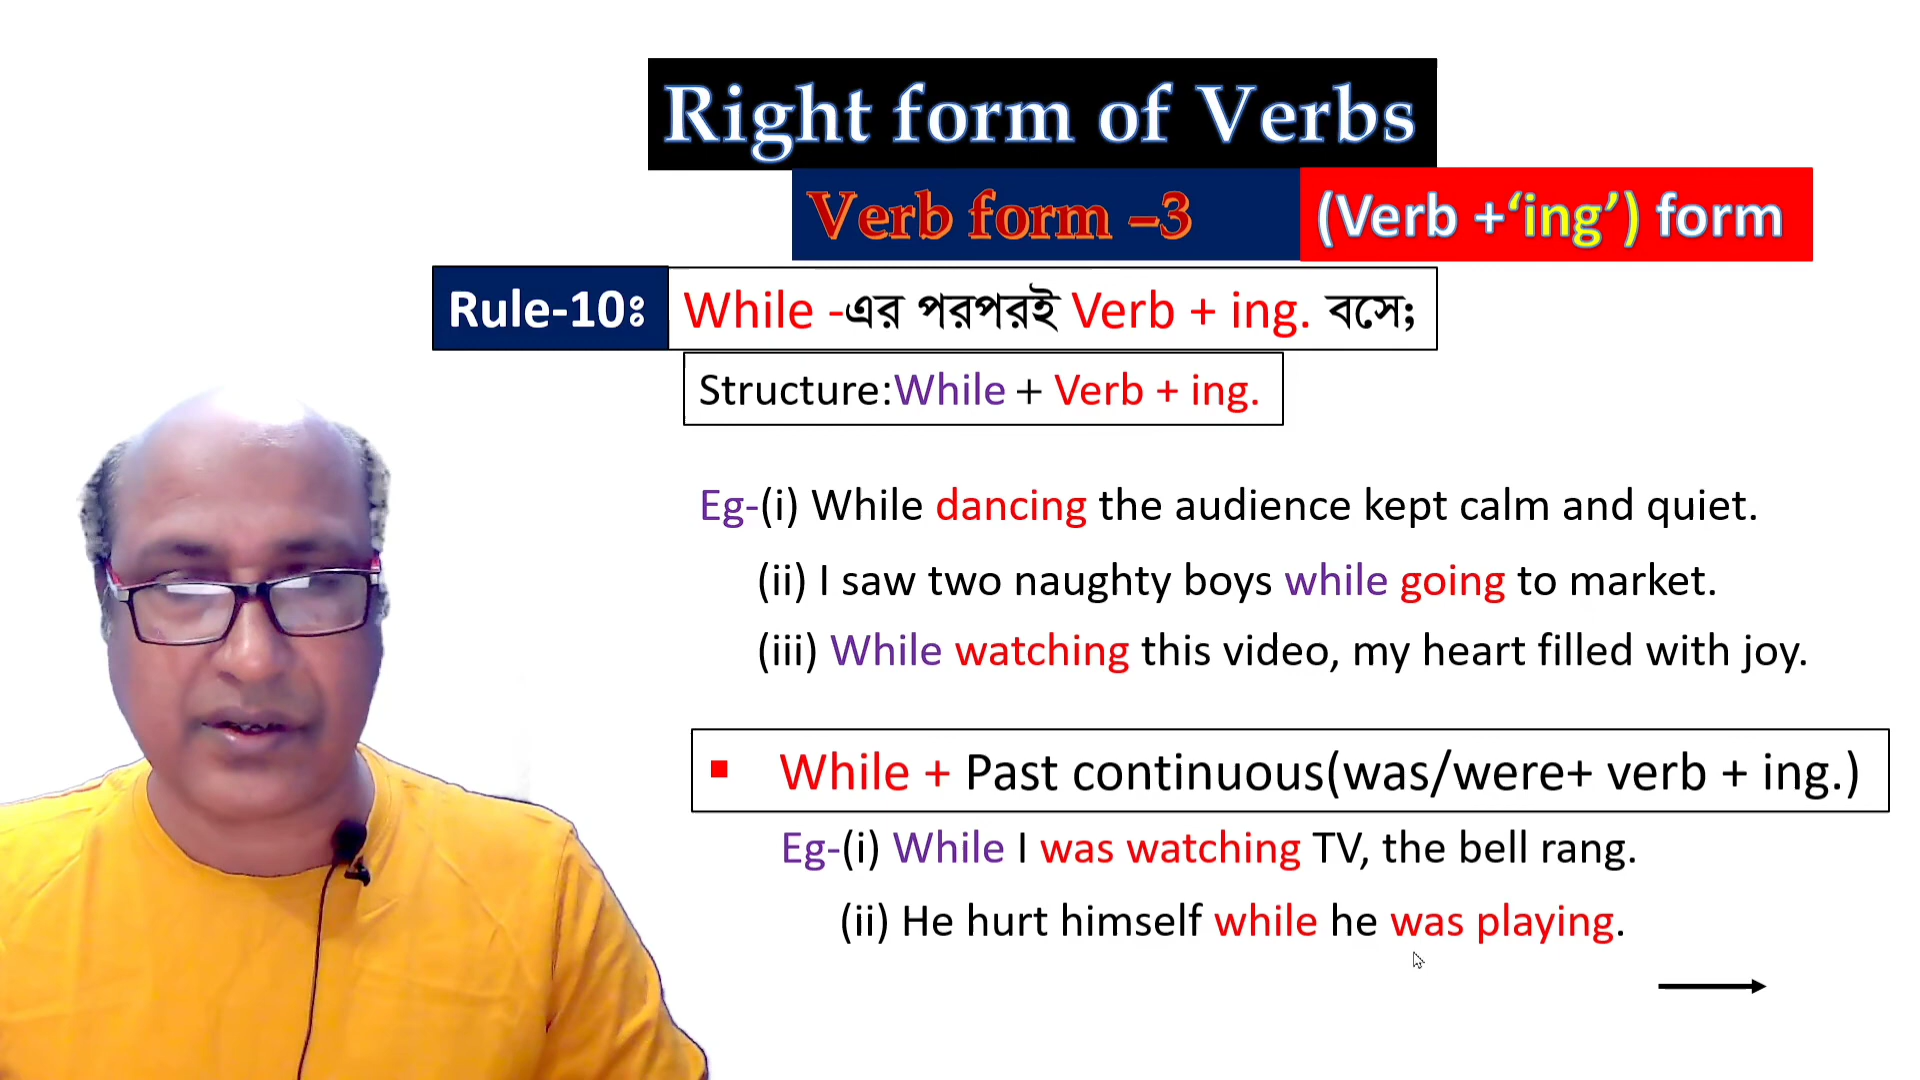 Right form of Verbs
Verb form –3 (Verb +‘ing’) form
Rule-10ঃ While -এর পরপরই Verb + ing. বসে;
Structure:While + Verb + ing.
Eg-(i) While dancing the audience kept calm and quiet.
(ii) I saw two naughty boys while going to market.
(iii) While watching this video, my heart filled with joy.
▪ While + Past continuous(was/were+ verb + ing.)
Eg-(i) While I was watching TV, the bell rang.
(ii) He hurt himself while he was playing.